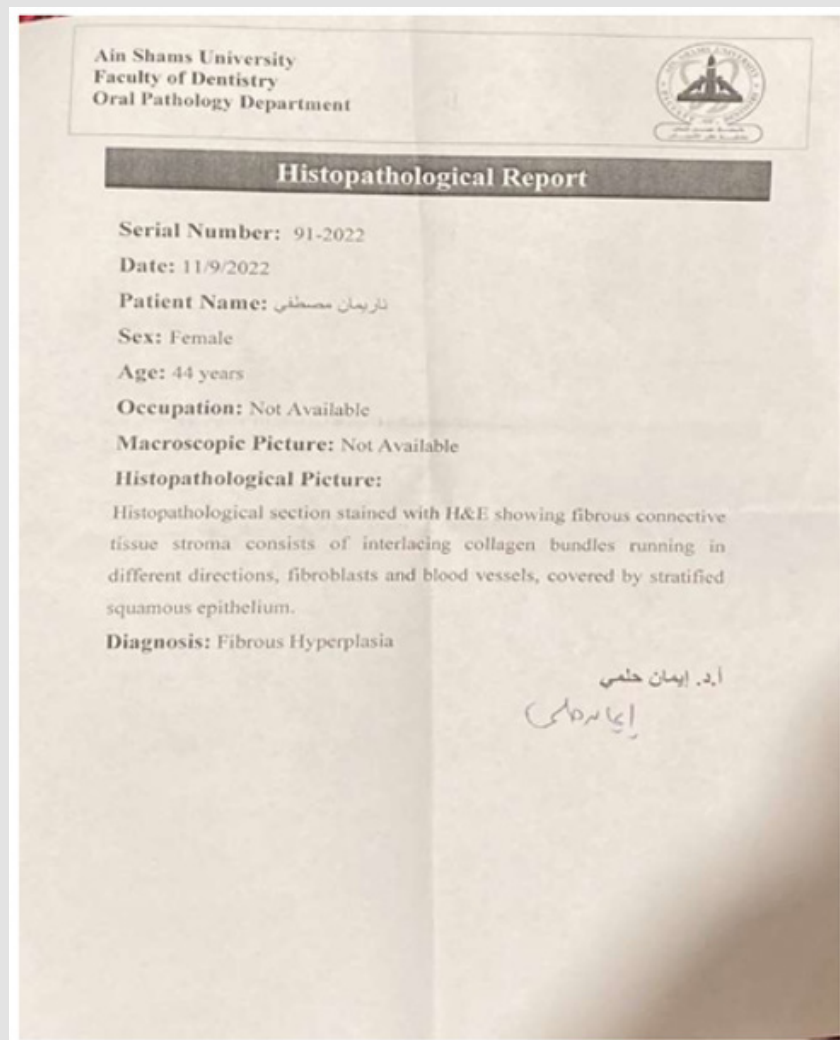 Ain Shams University
Faculty of Dentistry
Oral Pathology Department
Histopathological Report
Serial Number: 91-2022
Date: 11/9/2022
Patient Name: ناريمان مصطفي
Sex: Female
Age: 44 years
Occupation: Not Available
Macroscopic Picture: Not Available
Histopathological Picture:
Histopathological section stained with H&E showing fibrous connective
tissue stroma consists of interlacing collagen bundles running in
different directions, fibroblasts and blood vessels, covered by stratified
squamous epithelium.
Diagnosis: Fibrous Hyperplasia
أ.د. إيمان حلمي
إيمان حلمى